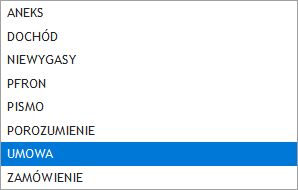 ANEKS
DOCHÓD
NIEWYGASY
PFRON
PISMO
POROZUMIENIE
UMOWA
ZAMÓWIENIE